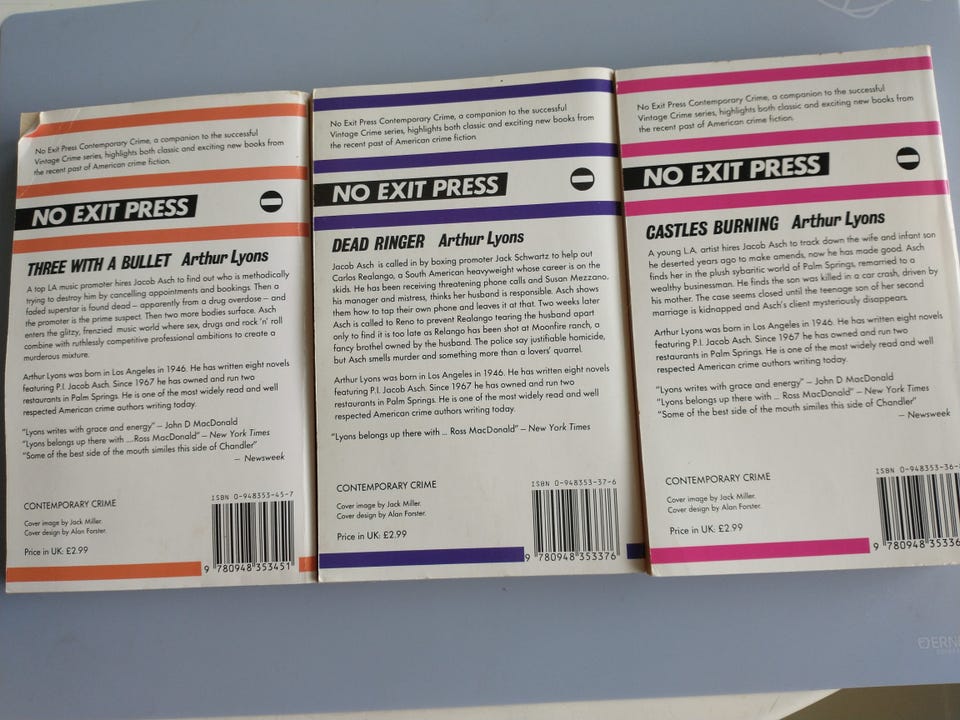 No Exit Press Contemporary Crime, a companion to the successful
Vintage Crime series, highlights both classic and exciting new books from
the recent past of American crime fiction.
NO EXIT PRESS
THREE WITH A BULLET Arthur Lyons
A top LA music promoter hires Jacob Asch to find out who is methodically
trying to destroy him by cancelling appointments and bookings. Then a
faded superstar is found dead – apparently from a drug overdose – and
the promoter is the prime suspect. Then two more bodies surface. Asch
enters the glitzy, frenzied music world where sex, drugs and rock 'n' roll
combine with ruthlessly competitive professional ambitions to create a
murderous mixture.
Arthur Lyons was born in Los Angeles in 1946. He has written eight novels
featuring P.I. Jacob Asch. Since 1967 he has owned and run two
restaurants in Palm Springs. He is one of the most widely read and well
respected American crime authors writing today.
"Lyons writes with grace and energy" – John D MacDonald
"Lyons belongs up there with ...Ross MacDonald" – New York Times
"Some of the best side of the mouth similes this side of Chandler"
– Newsweek
CONTEMPORARY CRIME
Cover image by Jack Miller.
Cover design by Alan Forster.
Price in UK: £2.99
ISBN 0-948353-45-7
9 780948 353451
No Exit Press Contemporary Crime, a companion to the successful
Vintage Crime series, highlights both classic and exciting new books from
the recent past of American crime fiction
NO EXIT PRESS
DEAD RINGER Arthur Lyons
Jacob Asch is called in by boxing promoter Jack Schwartz to help out
Carlos Realango, a South American heavyweight whose career is on the
skids. He has been receiving threatening phone calls and Susan Mezzano.
his manager and mistress, thinks her husband is responsible. Asch shows
them how to tap their own phone and leaves it at that. Two weeks later
Asch is called to Reno to prevent Realango tearing the husband apart
only to find it is too late as Relango has been shot at Moonfire ranch, a
fancy brothel owned by the husband. The police say justifiable homicide,
but Asch smells murder and something more than a lovers' quarrel.
Arthur Lyons was born in Los Angeles in 1946. He has written eight novels
featuring P.I. Jacob Asch. Since 1967 he has owned and run two
restaurants in Palm Springs. He is one of the most widely read and well
respected American crime authors writing today.
"Lyons belongs up there with ... Ross MacDonald" – New York Times
CONTEMPORARY CRIME
Cover image by Jack Miller.
Cover design by Alan Forster.
Price in UK: £2.99
ISBN 0-948353-37-6
9 780948 353376
No Exit Press Contemporary Crime, a companion to the successful
Vintage Crime series, highlights both classic and exciting new books from
the recent past of American crime fiction.
NO EXIT PRESS
CASTLES BURNING Arthur Lyons
A young L.A. artist hires Jacob Asch to track down the wife and infant son
he deserted years ago to make amends, now he has made good. Asch
finds her in the plush sybaritic world of Palm Springs, remarried to a
wealthy businessman. He finds the son was killed in a car crash, driven by
his mother. The case seems closed until the teenage son of her second
marriage is kidnapped and Asch's client mysteriously disappears.
Arthur Lyons was born in Los Angeles in 1946. He has written eight novels
featuring P.I. Jacob Asch. Since 1967 he has owned and run two
restaurants in Palm Springs. He is one of the most widely read and well
respected American crime authors writing today.
"Lyons writes with grace and energy" – John D MacDonald
"Lyons belongs up there with ... Ross MacDonald" – New York Times
"Some of the best side of the mouth similes this side of Chandler"
– Newsweek
CONTEMPORARY CRIME
Cover image by Jack Miller.
Cover design by Alan Forster.
Price in UK: £2.99
ISBN 0-948353-36-
9 780948 35336